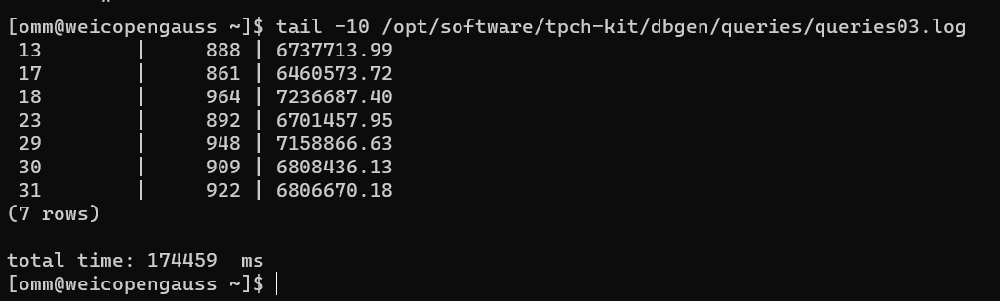 [omm@weicopengauss ~]$ tail -10 /opt/software/tpch-kit/dbgen/queries/queries03.log
 13        |      888 | 6737713.99
 17        |      861 | 6460573.72
 18        |      964 | 7236687.40
 23        |      892 | 6701457.95
 29        |      948 | 7158866.63
 30        |      909 | 6808436.13
 31        |      922 | 6806670.18
(7 rows)

total time: 174459  ms
[omm@weicopengauss ~]$